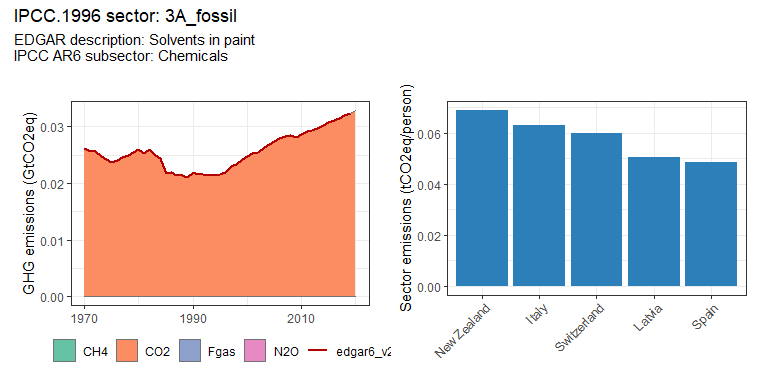 IPCC.1996 sector: 3A_fossil
EDGAR description: Solvents in paint
IPCC AR6 subsector: Chemicals
GHG emissions (GtCO2eq)
0.03
0.02
0.01
0.00
1970
1990
2010
CH4
CO2
Fgas
N2O
edgar6_v2
Sector emissions (tCO2eq/person)
0.06
0.04
0.02
0.00
New Zealand
Italy
Switzerland
Spain